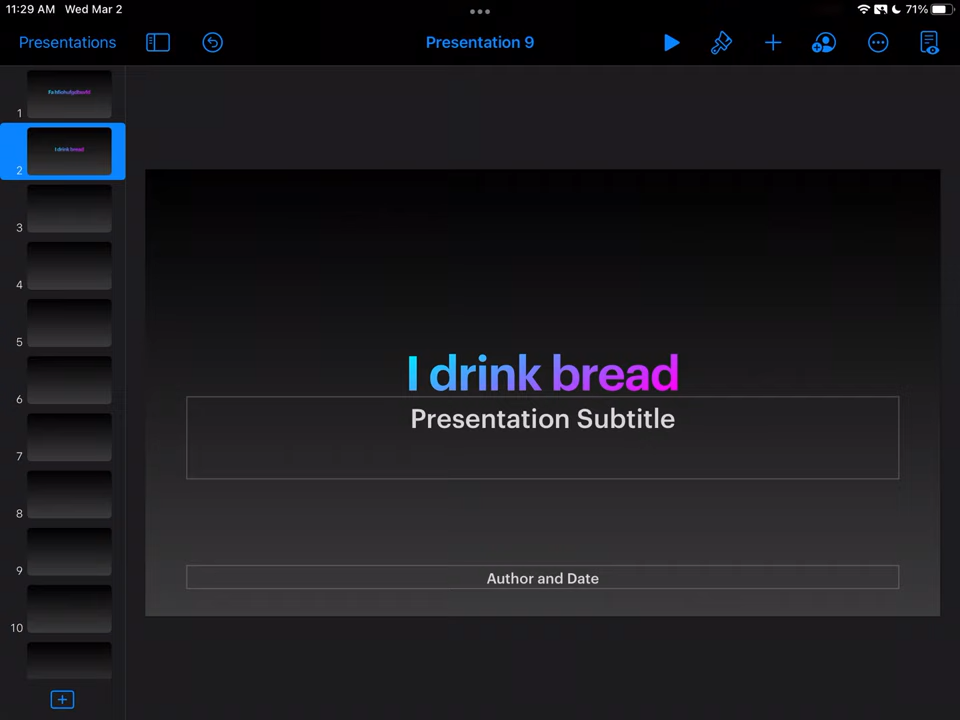 11:29 AM Wed Mar 2
71%
Presentations
Presentation 9
1
I drink bread
2
3
4
5
6
7
8
9
10
I drink bread
Presentation Subtitle
Author and Date